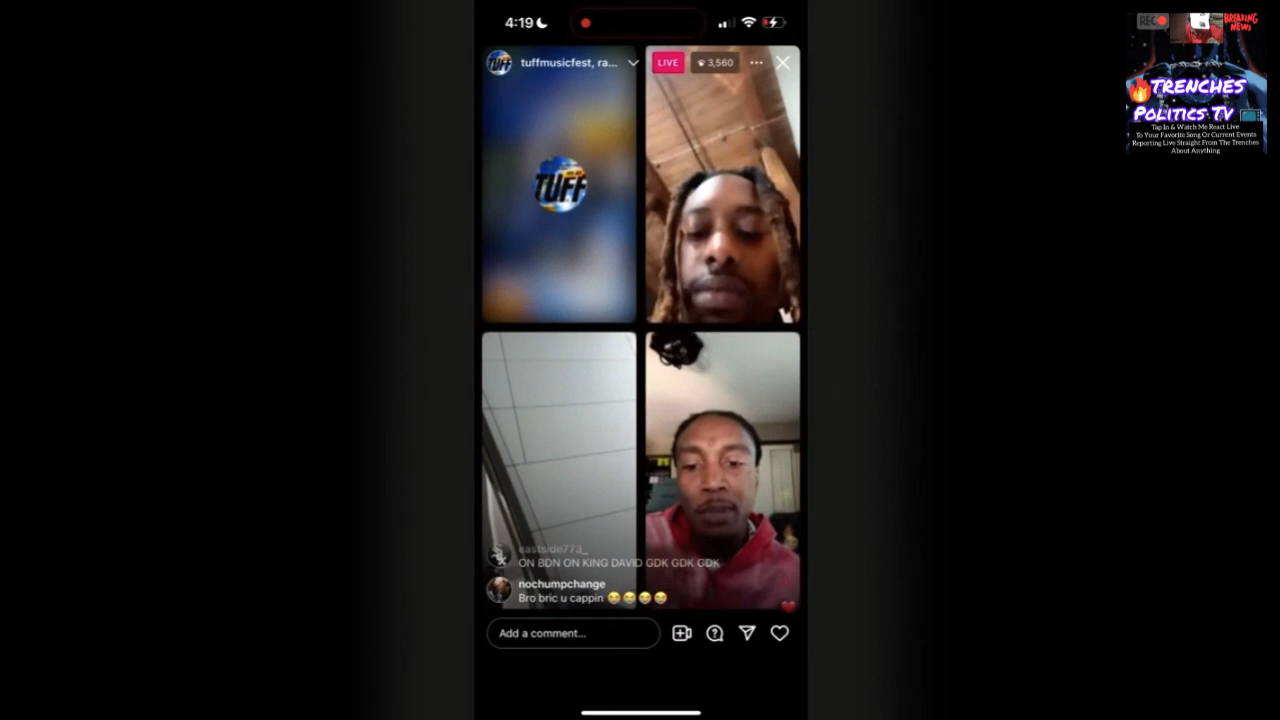 4:19
tuffmusicfest, ra...
LIVE
3,560
TUFF
TUFF
eastside773_
ON BDN ON KING DAVID GDK GDK GDK
nochumpchange
Bro bric u cappin 😂😂😂😂
Add a comment...
REC
BREAKING
NEWS
🔥TRENCHES
POLITICS TV 📺
Tap In & Watch Me React Live
To Your Favorite Song Or Current Events
Reporting Live Straight From The Trenches
About Anything